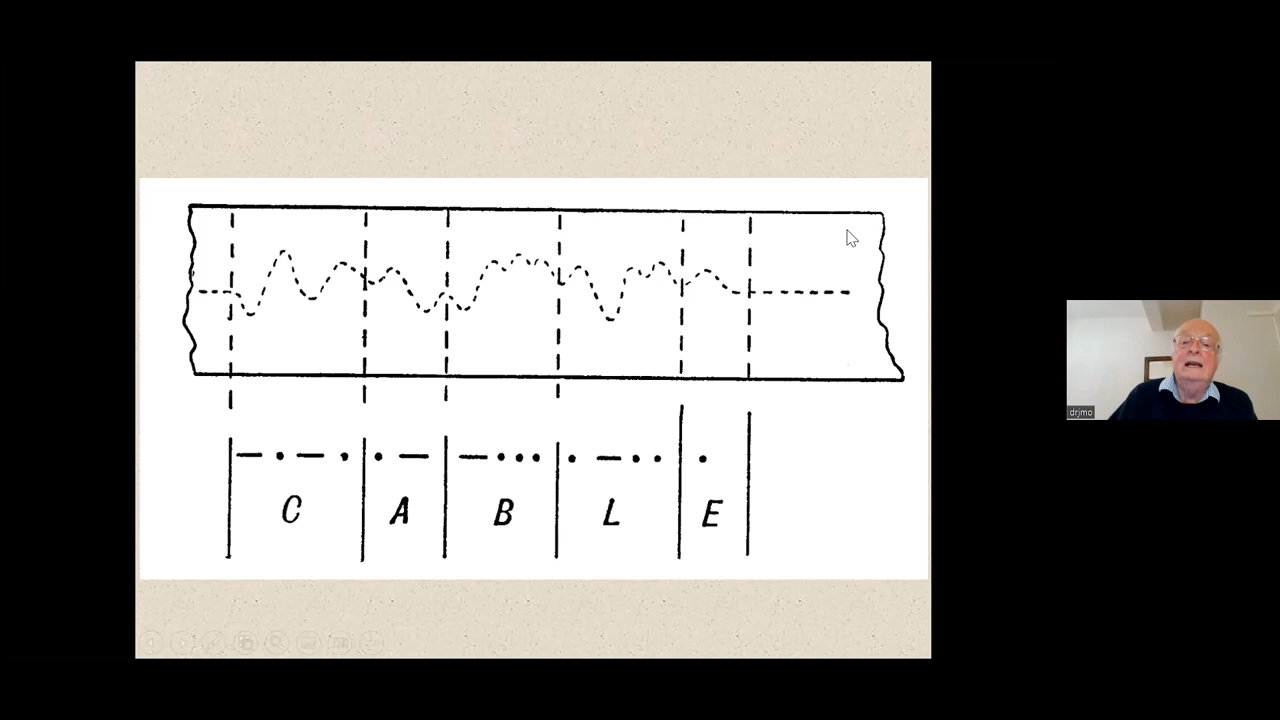 — · — · · — — · · · · — · · ·
C A B L E
drjmo